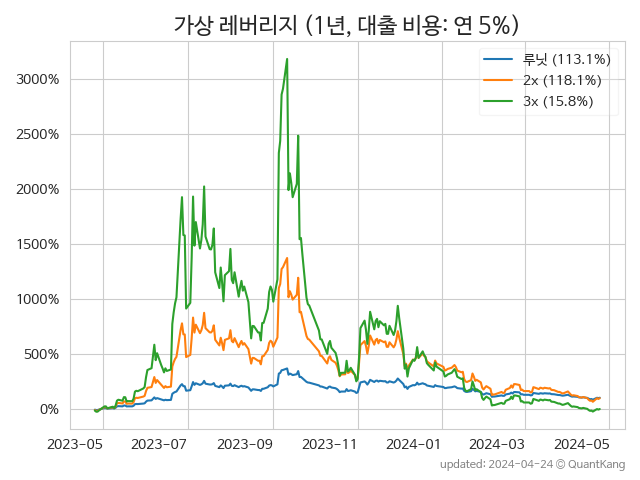 가상 레버리지 (1년, 대출 비용: 연 5%)
루닛 (113.1%)
2x (118.1%)
3x (15.8%)
3000%
2500%
2000%
1500%
1000%
500%
0%
2023-05 2023-07 2023-09 2023-11 2024-01 2024-03 2024-05
updated: 2024-04-24 © QuantKang